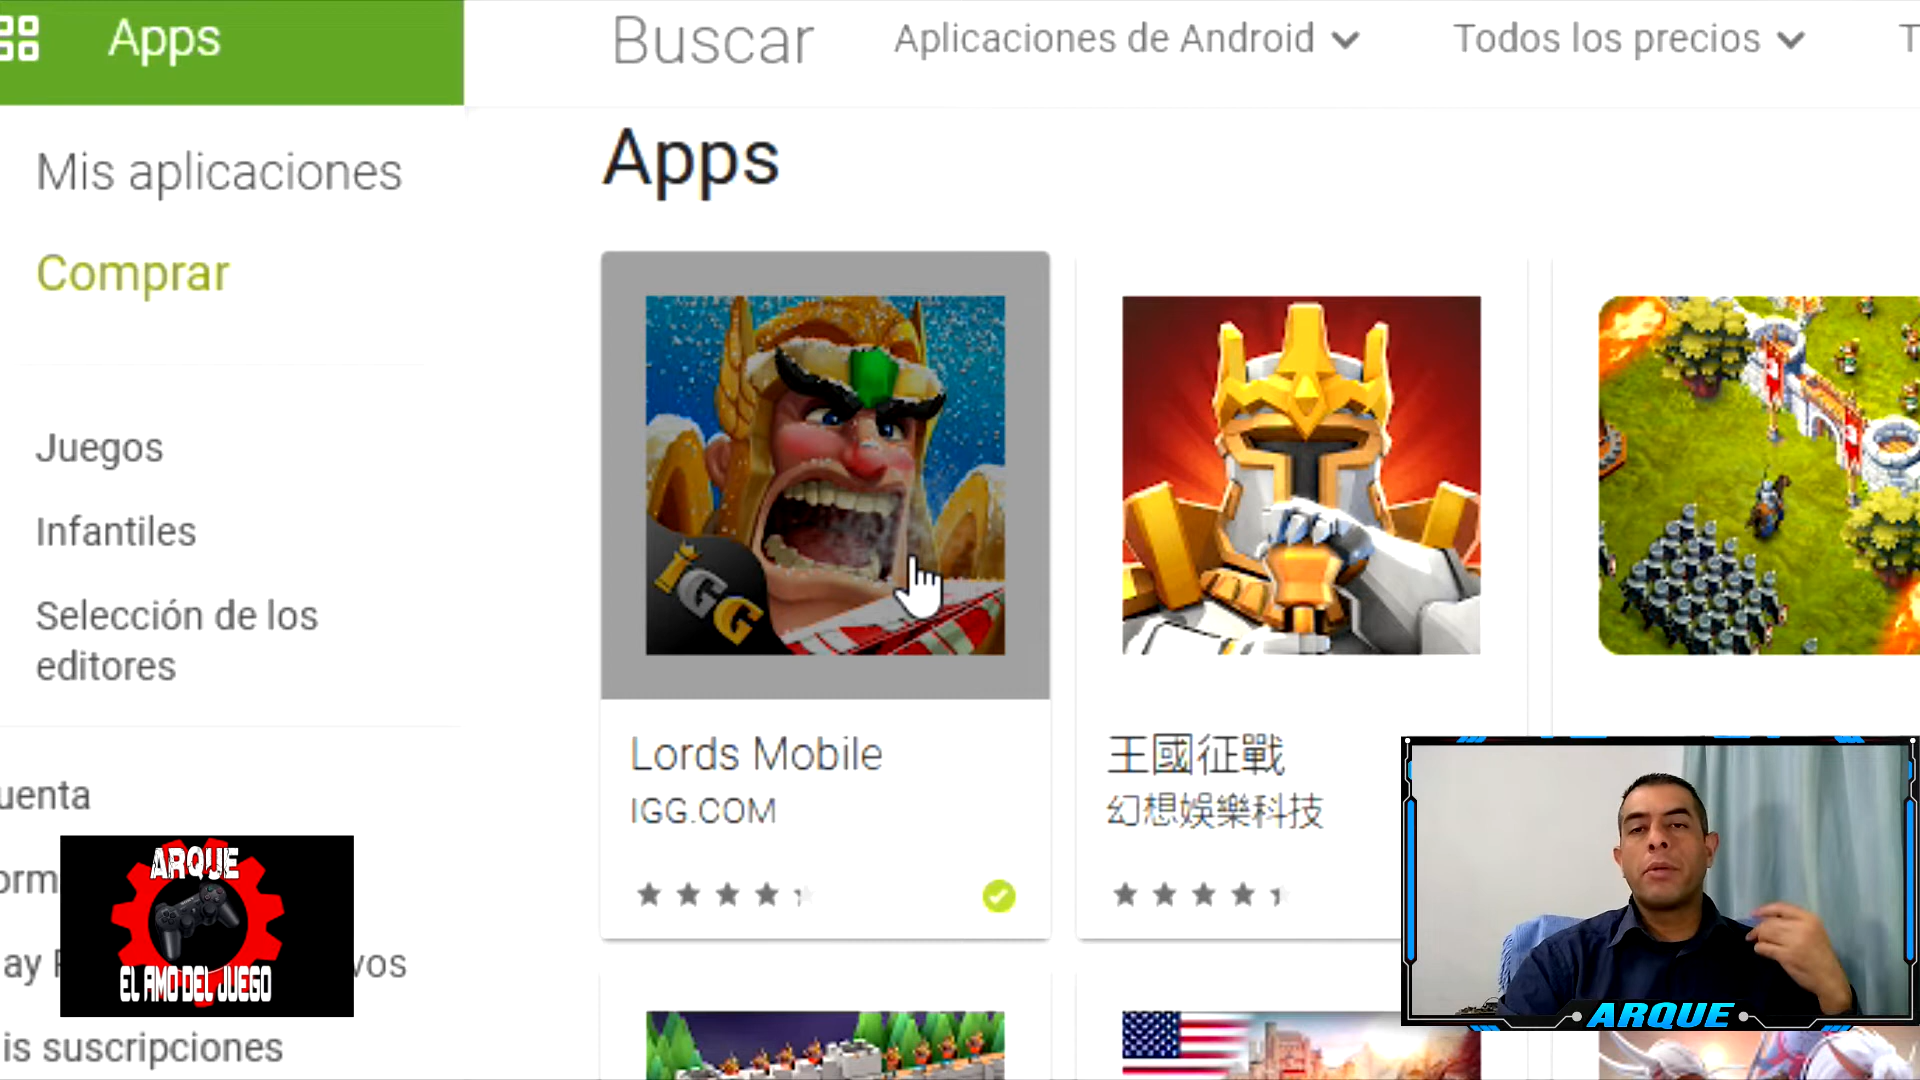 Apps
Buscar
Aplicaciones de Android
Todos los precios
Mis aplicaciones
Comprar
Juegos
Infantiles
Selección de los
editores
uenta
orm
ay
vos
is suscripciones
Apps
IGG
Lords Mobile
IGG.COM
王國征戰
幻想娛樂科技
ARQUE
EL AMO DEL JUEGO
ARQUE